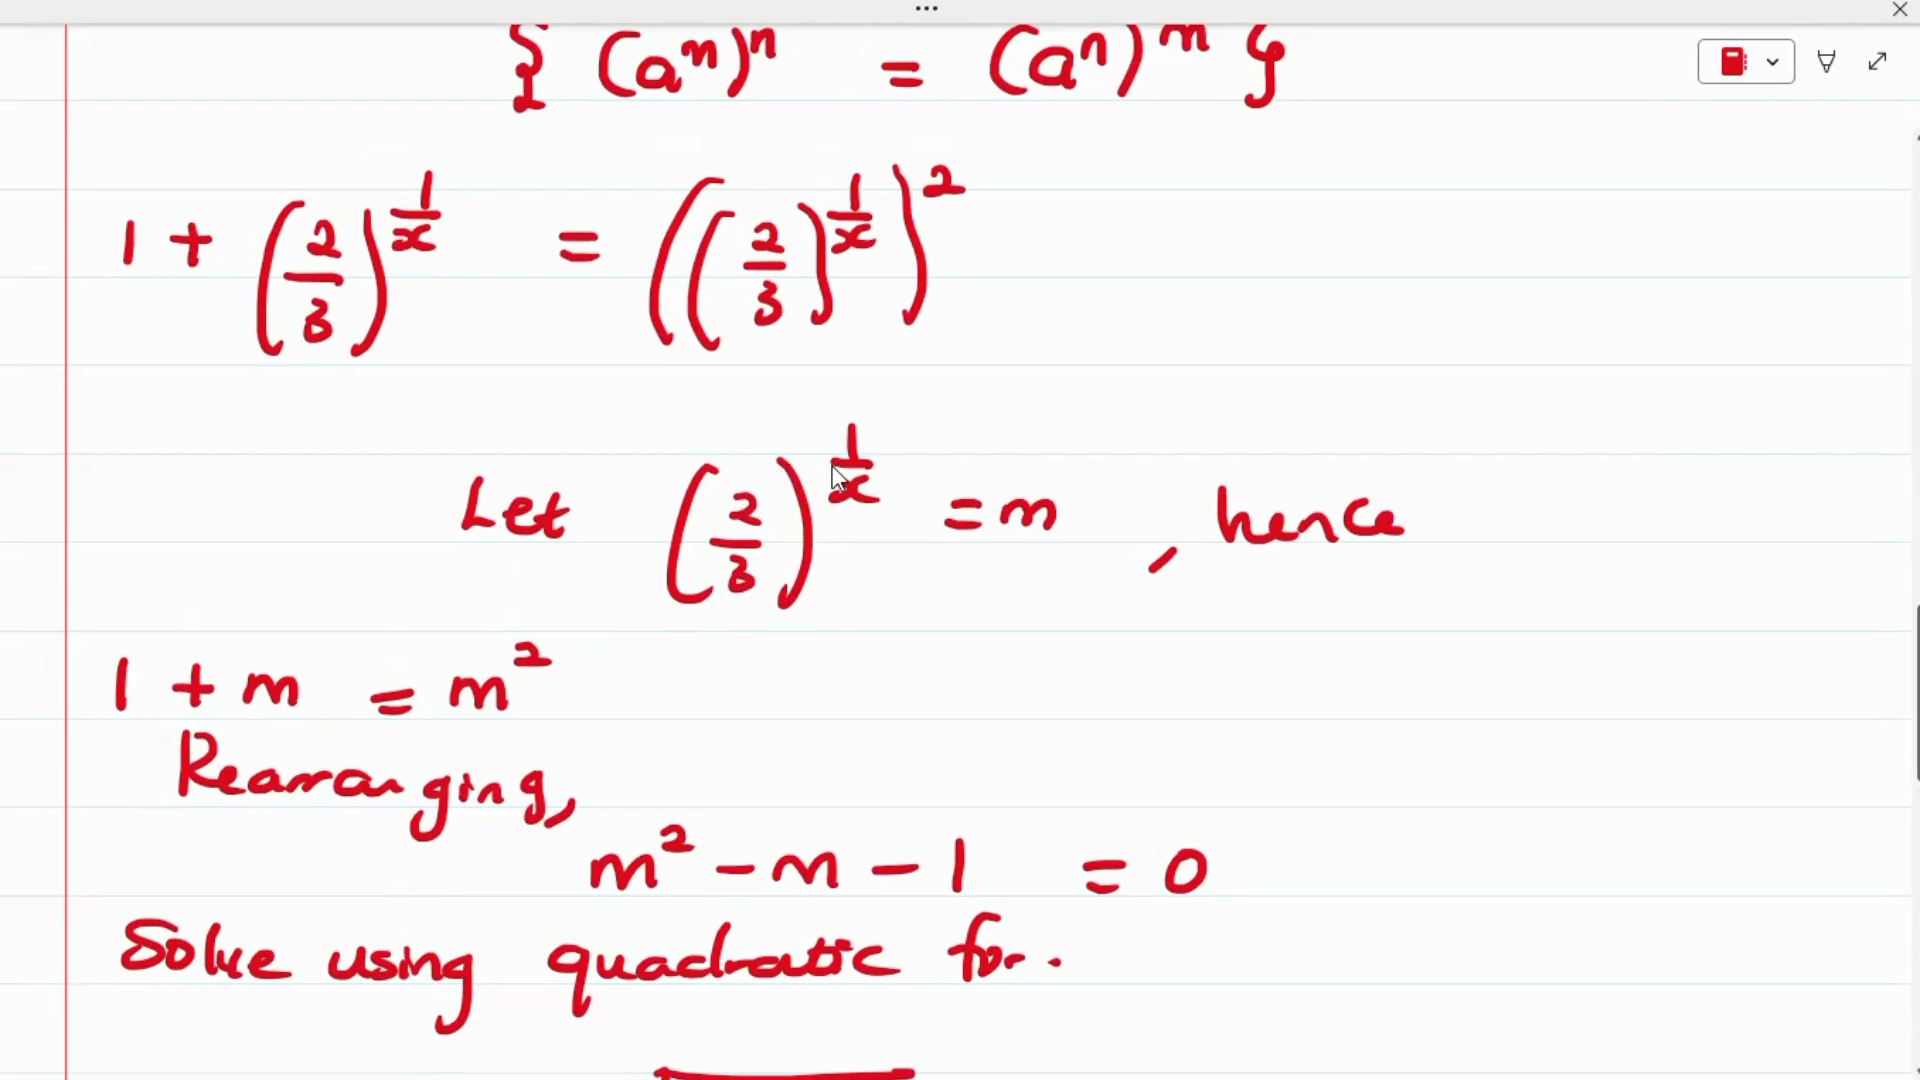 { (a^m)^n = (a^n)^m }
1 + (2/3)^(1/x) = ((2/3)^(1/x))^2
Let (2/3)^(1/x) = m , hence
1 + m = m^2
Rearranging,
m^2 - m - 1 = 0
Solve using quadratic for.